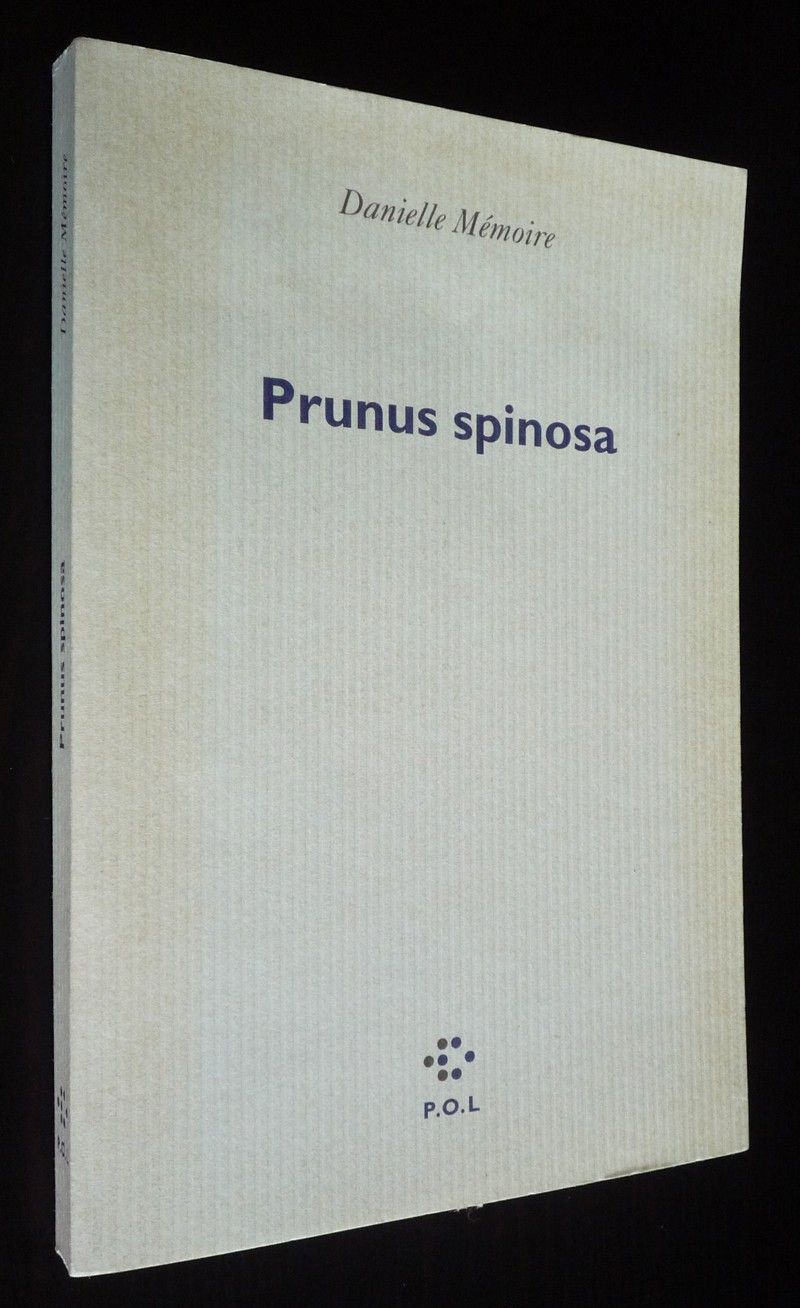 Danielle Mémoire
Prunus spinosa
P.O.L
Danielle Mémoire
Prunus spinosa
P.O.L